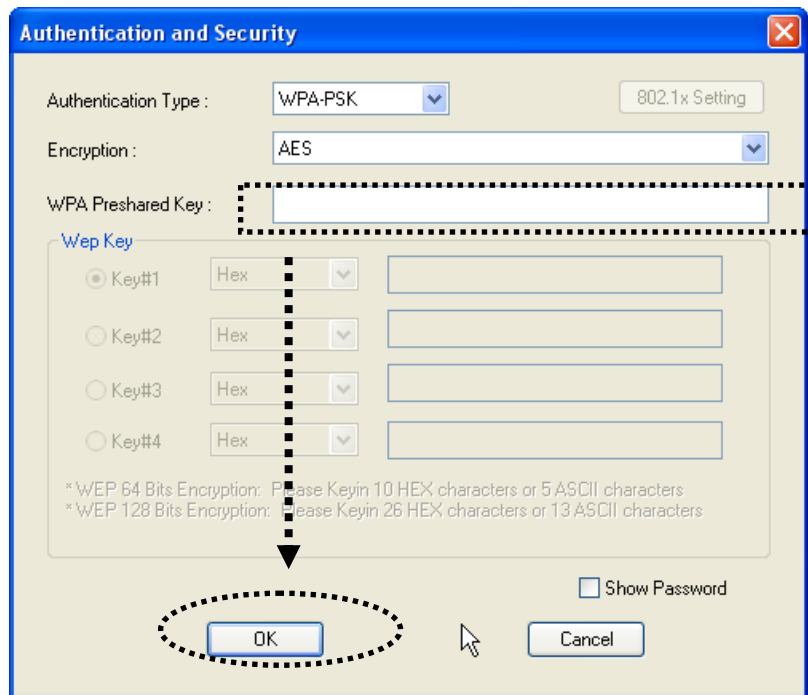 Authentication and Security
Authentication Type : WPA-PSK 802.1x Setting
Encryption : AES
WPA Preshared Key :
Wep Key
Key#1 Hex
Key#2 Hex
Key#3 Hex
Key#4 Hex
* WEP 64 Bits Encryption: Please Keyin 10 HEX characters or 5 ASCII characters
* WEP 128 Bits Encryption: Please Keyin 26 HEX characters or 13 ASCII characters
Show Password
OK Cancel